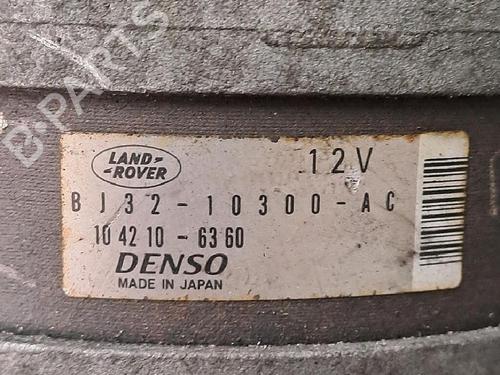 B-PARTS
LAND-
-ROVER
12V
BJ32-10300-AC
104210-6360
DENSO
MADE IN JAPAN